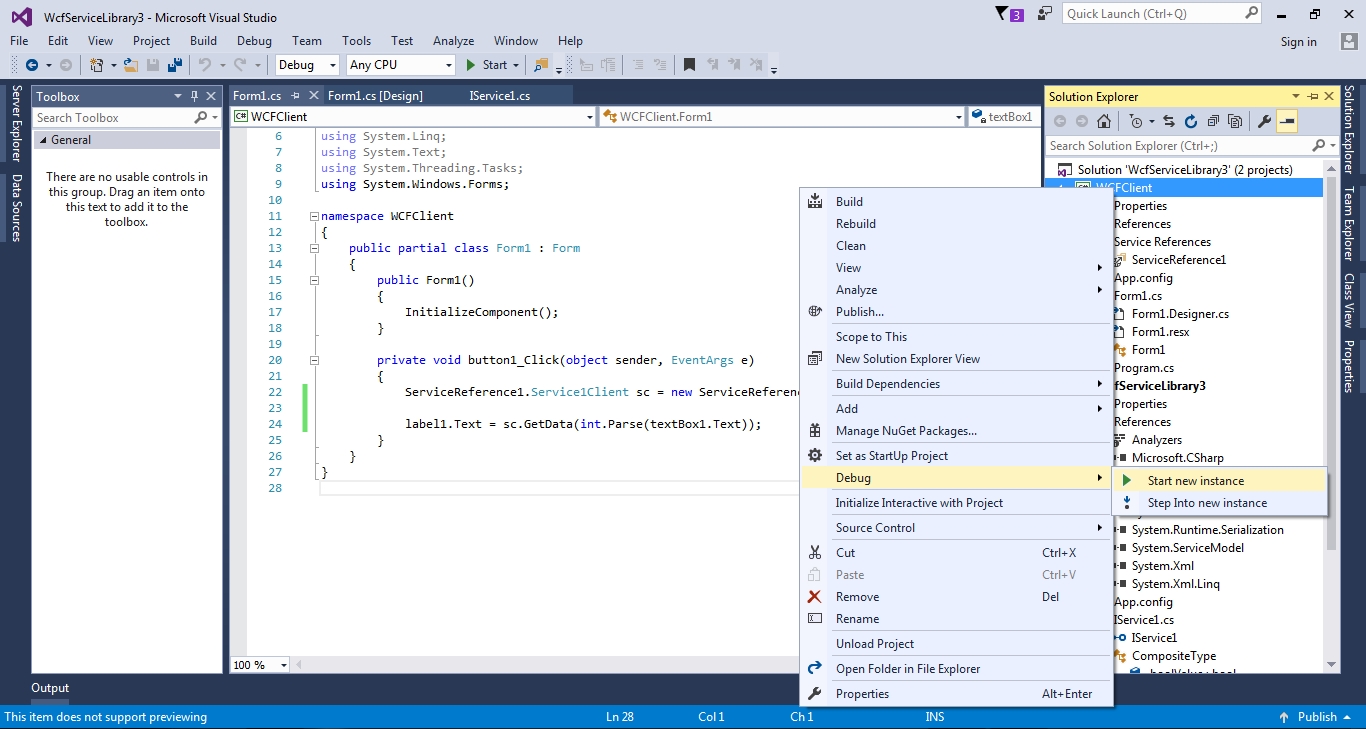 WcfServiceLibrary3 - Microsoft Visual Studio
3
Quick Launch (Ctrl+Q)
File Edit View Project Build Debug Team Tools Test Analyze Window Help
Sign in
Debug Any CPU Start
Server Explorer
Data Sources
Toolbox
Search Toolbox
General
There are no usable controls in
this group. Drag an item onto
this text to add it to the
toolbox.
Form1.cs Form1.cs [Design] IService1.cs
C# WCFClient WCFClient.Form1 textBox1
6 using System.Linq;
7 using System.Text;
8 using System.Threading.Tasks;
9 using System.Windows.Forms;
10
11 namespace WCFClient
12 {
13 public partial class Form1 : Form
14 {
15 public Form1()
16 {
17 InitializeComponent();
18 }
19
20 private void button1_Click(object sender, EventArgs e)
21 {
22 ServiceReference1.Service1Client sc = new ServiceReferenc
23
24 label1.Text = sc.GetData(int.Parse(textBox1.Text));
25 }
26 }
27 }
28
100 %
Build
Rebuild
Clean
View
Analyze
Publish...
Scope to This
New Solution Explorer View
Build Dependencies
Add
Manage NuGet Packages...
Set as StartUp Project
Debug
Initialize Interactive with Project
Source Control
Cut Ctrl+X
Paste Ctrl+V
Remove Del
Rename
Unload Project
Open Folder in File Explorer
Properties Alt+Enter
Start new instance
Step Into new instance
Solution Explorer
Search Solution Explorer (Ctrl+;)
Solution 'WcfServiceLibrary3' (2 projects)
WCFClient
Properties
References
Service References
ServiceReference1
App.config
Form1.cs
Form1.Designer.cs
Form1.resx
Form1
Program.cs
fServiceLibrary3
Properties
References
Analyzers
Microsoft.CSharp
System.Runtime.Serialization
System.ServiceModel
System.Xml
System.Xml.Linq
App.config
IService1.cs
IService1
CompositeType
Solution Explorer
Team Explorer
Class View
Properties
Output
This item does not support previewing Ln 28 Col 1 Ch 1 INS Publish